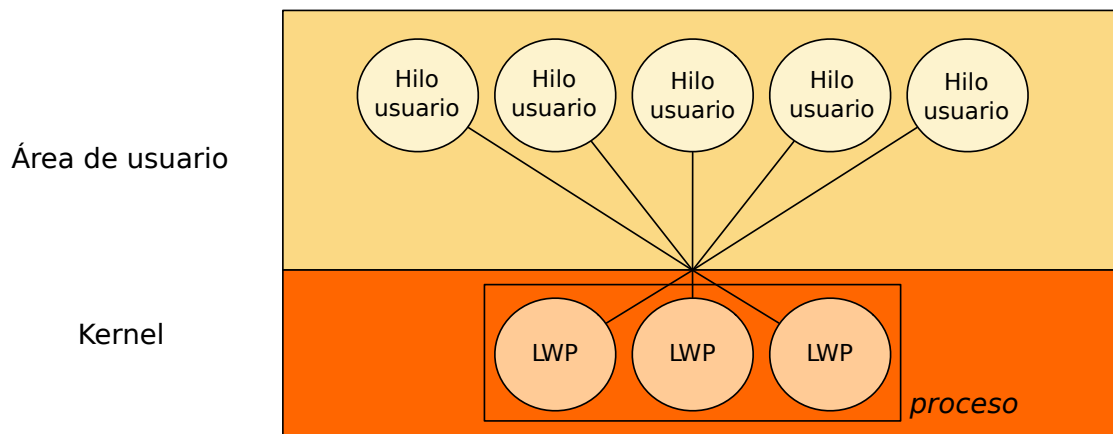 Hilo
usuario
Hilo
usuario
Hilo
usuario
Hilo
usuario
Hilo
usuario
Área de usuario
Kernel
LWP
LWP
LWP
proceso